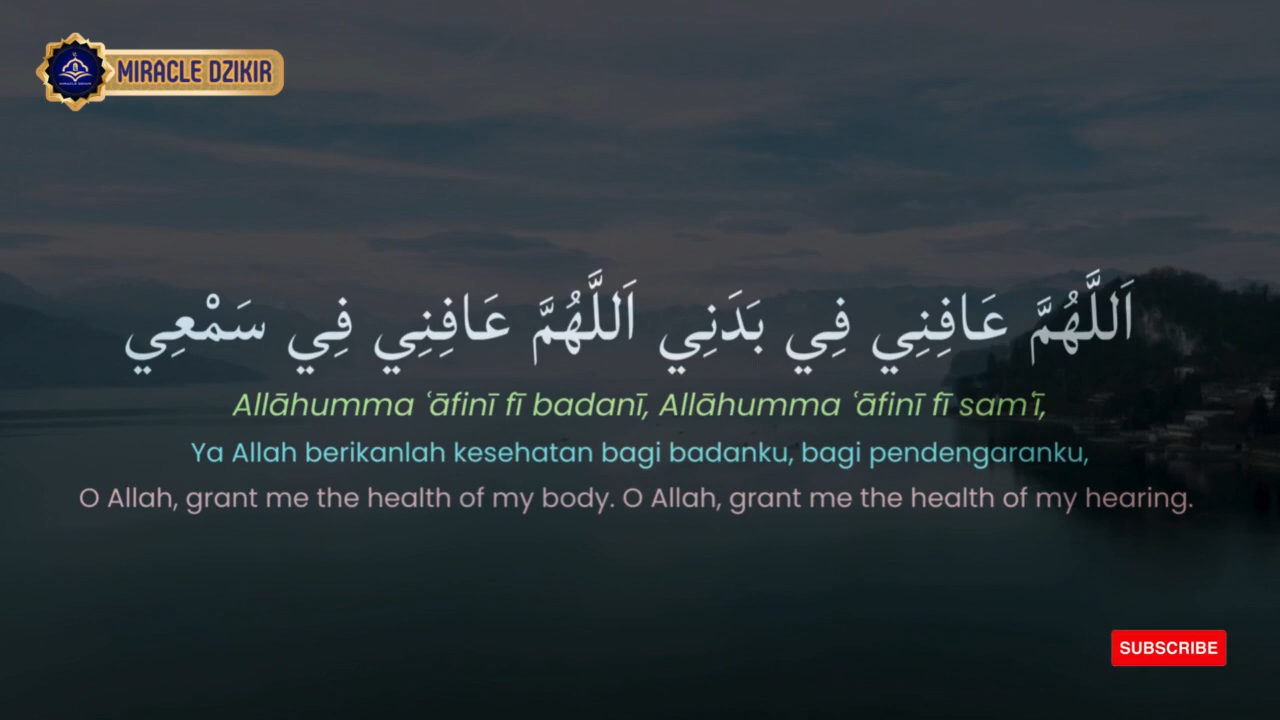 MIRACLE DZIKIR
اَللَّهُمَّ عَافِنِي فِي بَدَنِي اَللَّهُمَّ عَافِنِي فِي سَمْعِي
Allāhumma ʿāfinī fī badanī, Allāhumma ʿāfinī fī sam'ī,
Ya Allah berikanlah kesehatan bagi badanku, bagi pendengaranku,
O Allah, grant me the health of my body. O Allah, grant me the health of my hearing.
SUBSCRIBE